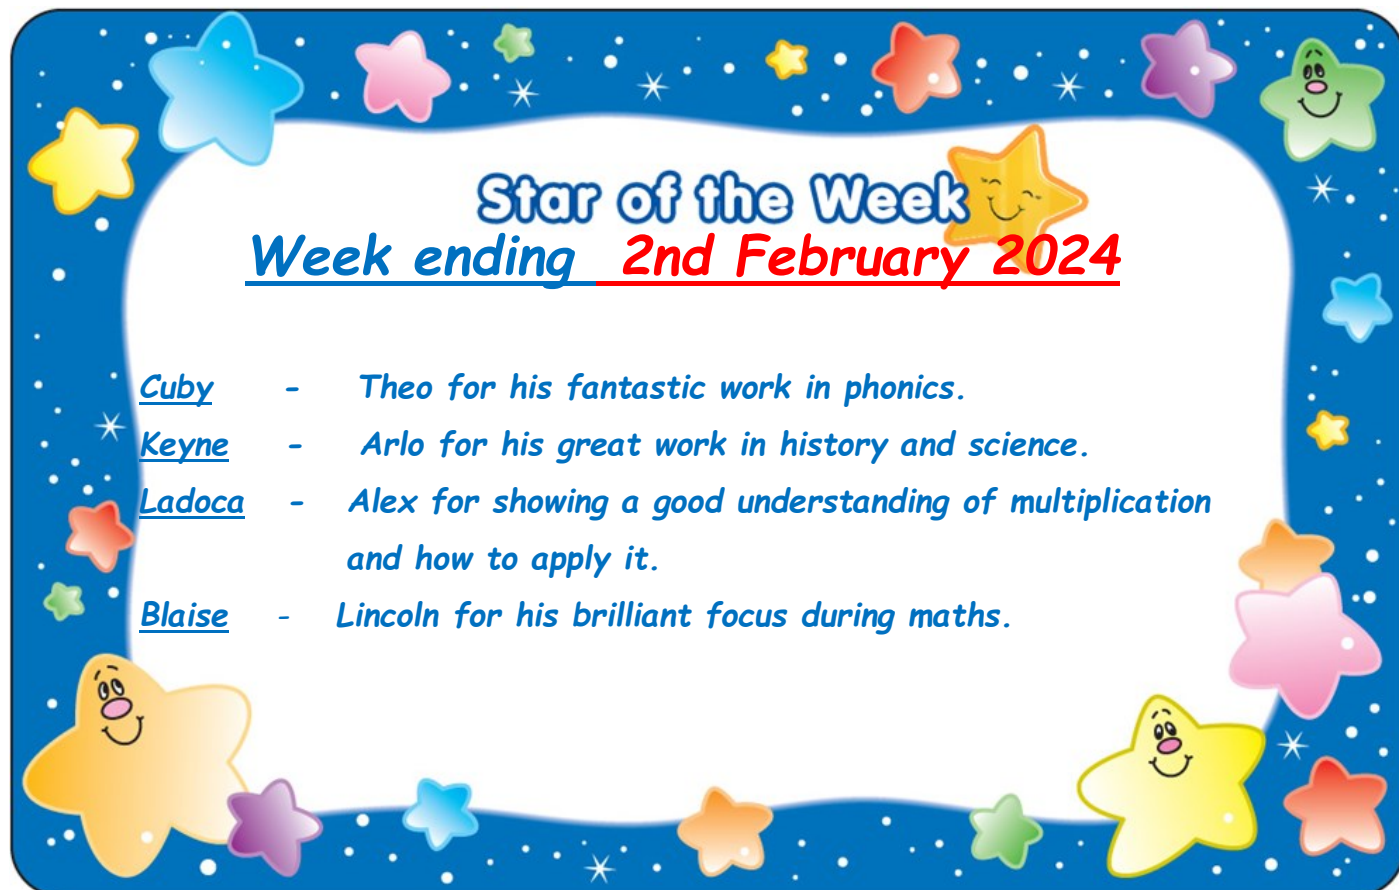 Star of the Week
Week ending 2nd February 2024
Cuby - Theo for his fantastic work in phonics.
Keyne - Arlo for his great work in history and science.
Ladoca - Alex for showing a good understanding of multiplication
and how to apply it.
Blaise - Lincoln for his brilliant focus during maths.